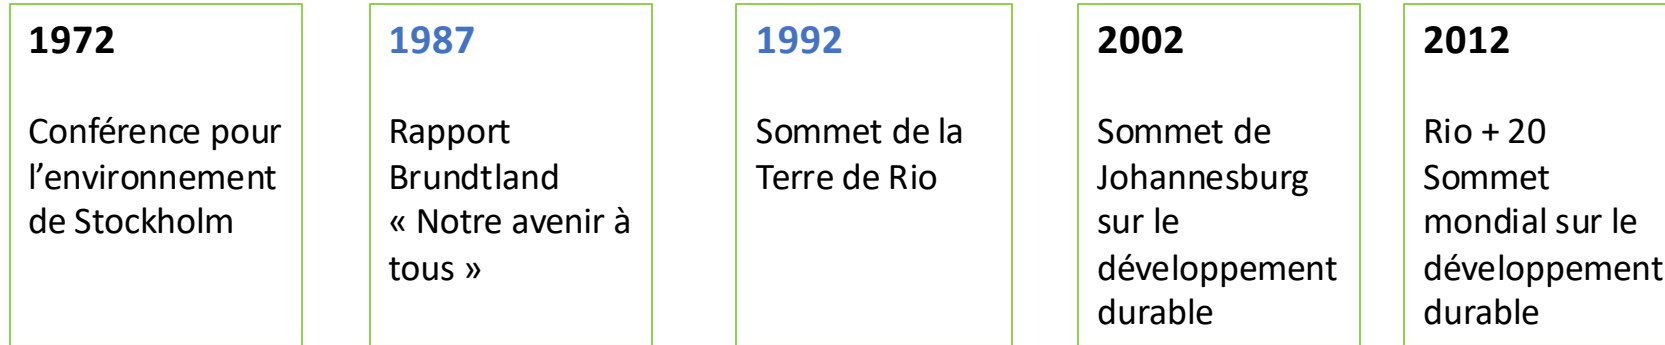 1972
Conférence pour
l’environnement
de Stockholm
1987
Rapport
Brundtland
« Notre avenir à
tous »
1992
Sommet de la
Terre de Rio
2002
Sommet de
Johannesburg
sur le
développement
durable
2012
Rio + 20
Sommet
mondial sur le
développement
durable